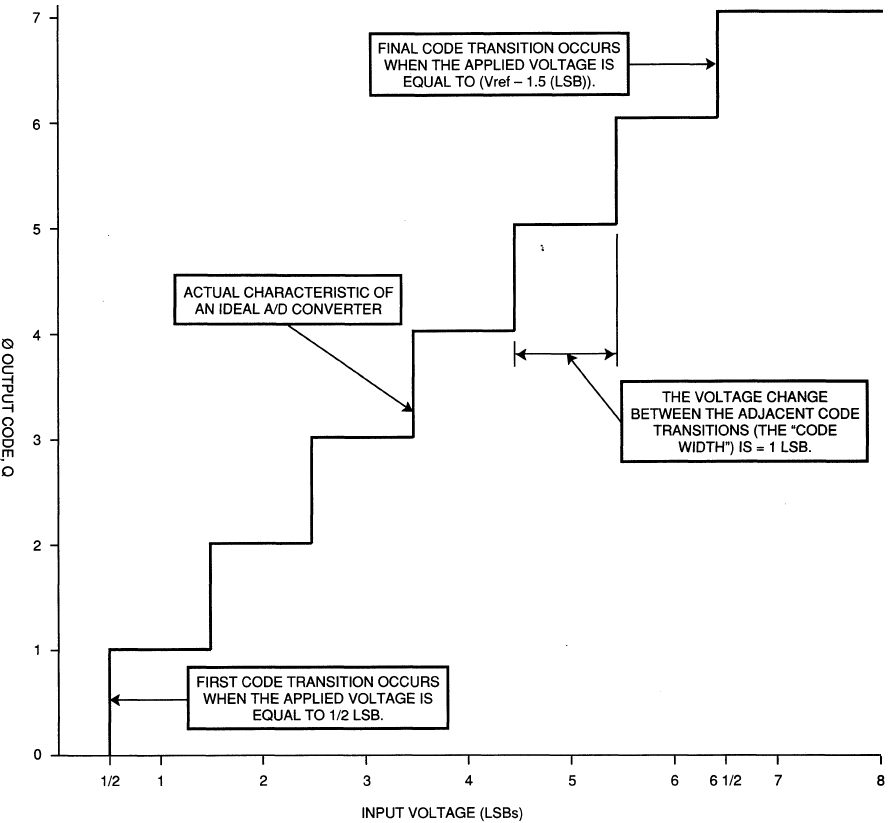 7
FINAL CODE TRANSITION OCCURS
WHEN THE APPLIED VOLTAGE IS
EQUAL TO (Vref – 1.5 (LSB)).
6
5
ACTUAL CHARACTERISTIC OF
AN IDEAL A/D CONVERTER
4
THE VOLTAGE CHANGE
BETWEEN THE ADJACENT CODE
TRANSITIONS (THE “CODE
WIDTH”) IS = 1 LSB.
3
2
1
FIRST CODE TRANSITION OCCURS
WHEN THE APPLIED VOLTAGE IS
EQUAL TO 1/2 LSB.
0
Ø OUTPUT CODE, Q
1/2 1 2 3 4 5 6 6 1/2 7 8
INPUT VOLTAGE (LSBs)